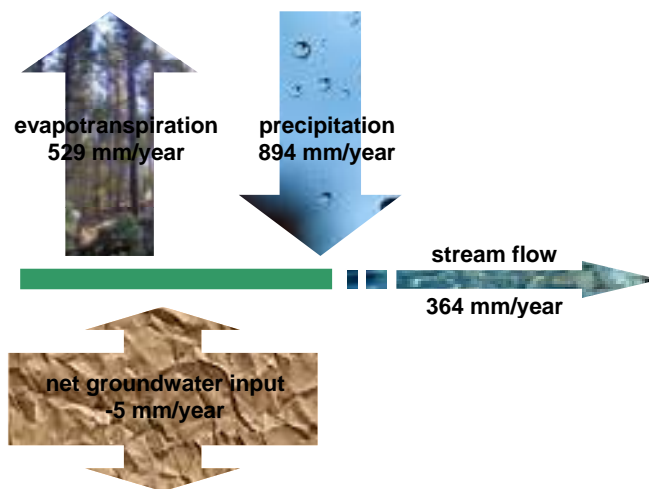 evapotranspiration
529 mm/year
precipitation
894 mm/year
stream flow
364 mm/year
net groundwater input
-5 mm/year